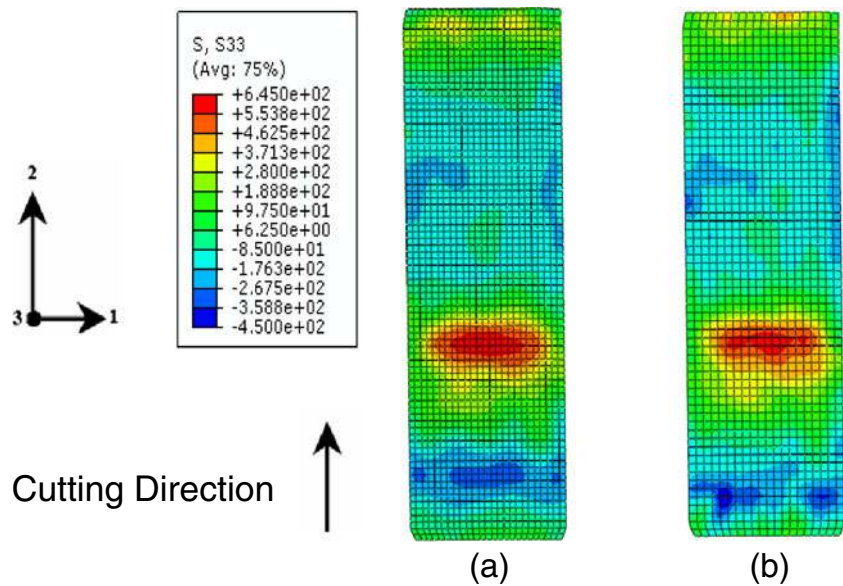 S, S33
(Avg: 75%)
+6.450e+02
+5.538e+02
+4.625e+02
+3.713e+02
+2.800e+02
+1.888e+02
+9.750e+01
+6.250e+00
-8.500e+01
-1.763e+02
-2.675e+02
-3.588e+02
-4.500e+02
2
3 1
Cutting Direction
(a) (b)